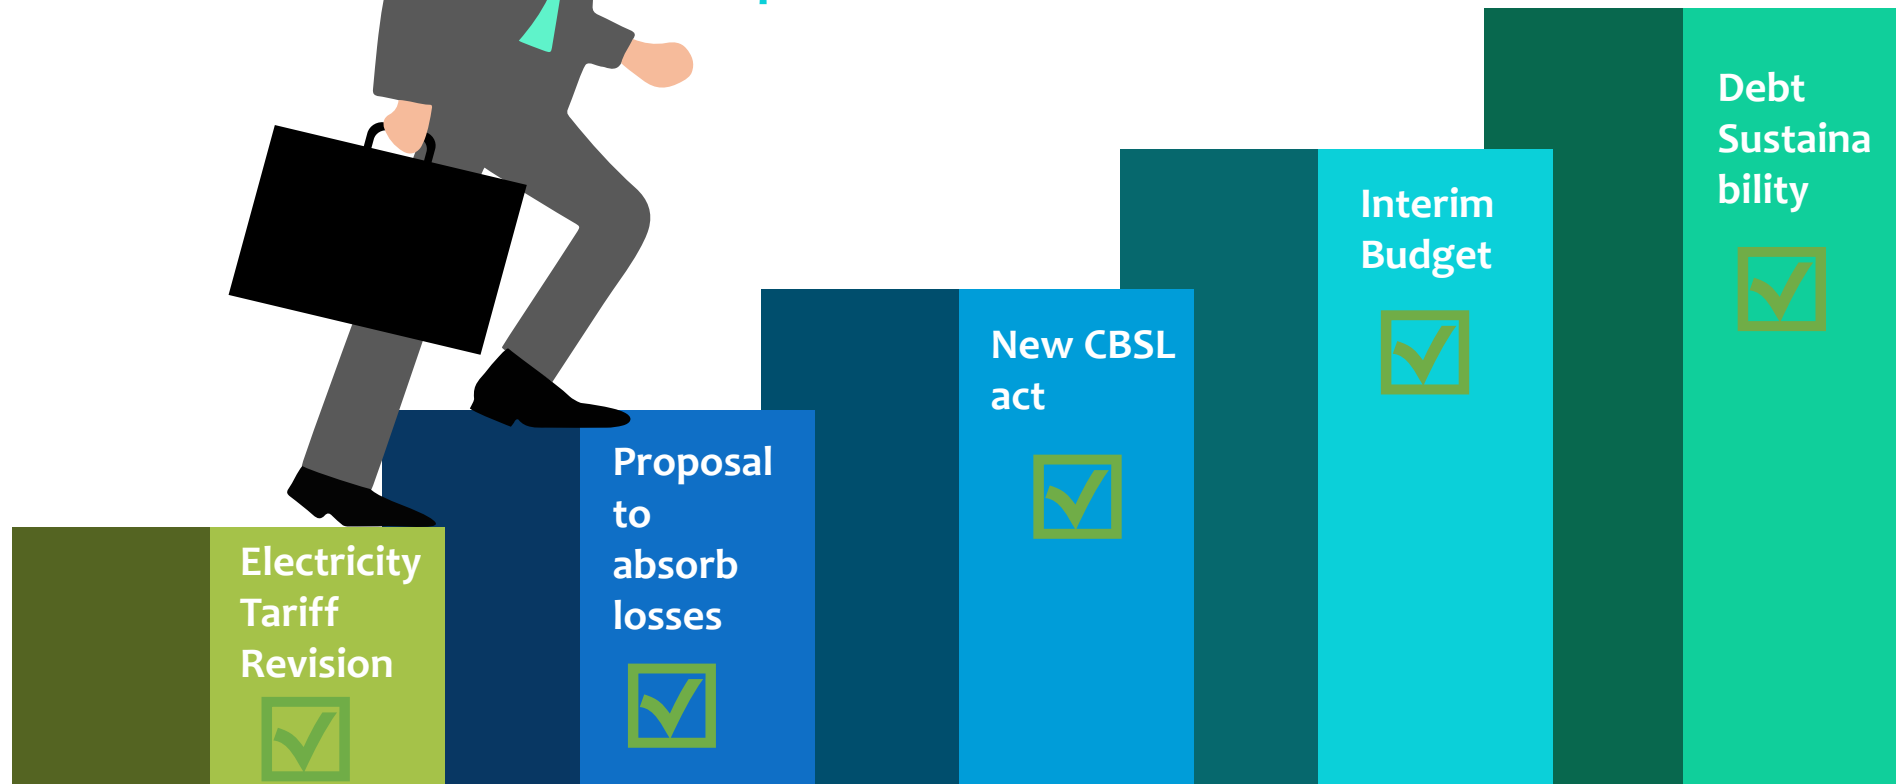 Electricity
Tariff
Revision
Proposal
to
absorb
losses
New CBSL
act
Interim
Budget
Debt
Sustaina
bility